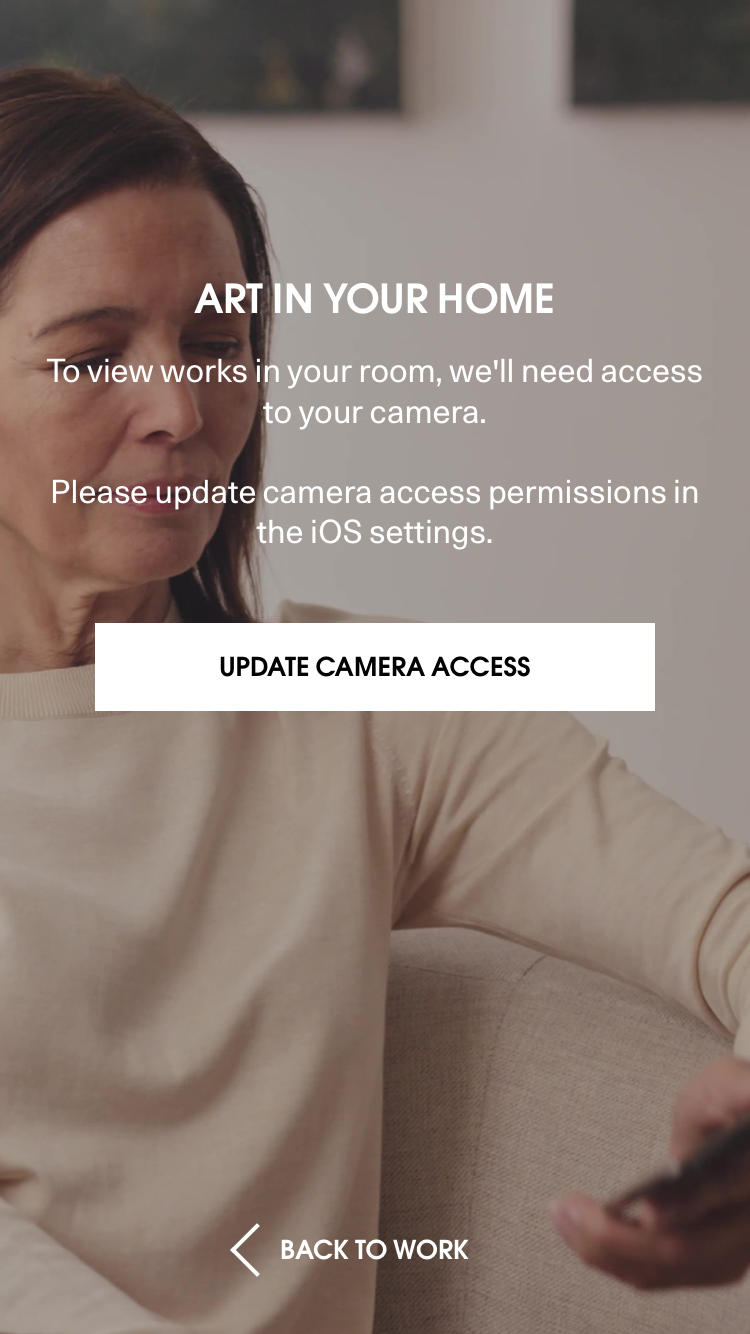 ART IN YOUR HOME
To view works in your room, we'll need access
to your camera.
Please update camera access permissions in
the iOS settings.
UPDATE CAMERA ACCESS
BACK TO WORK